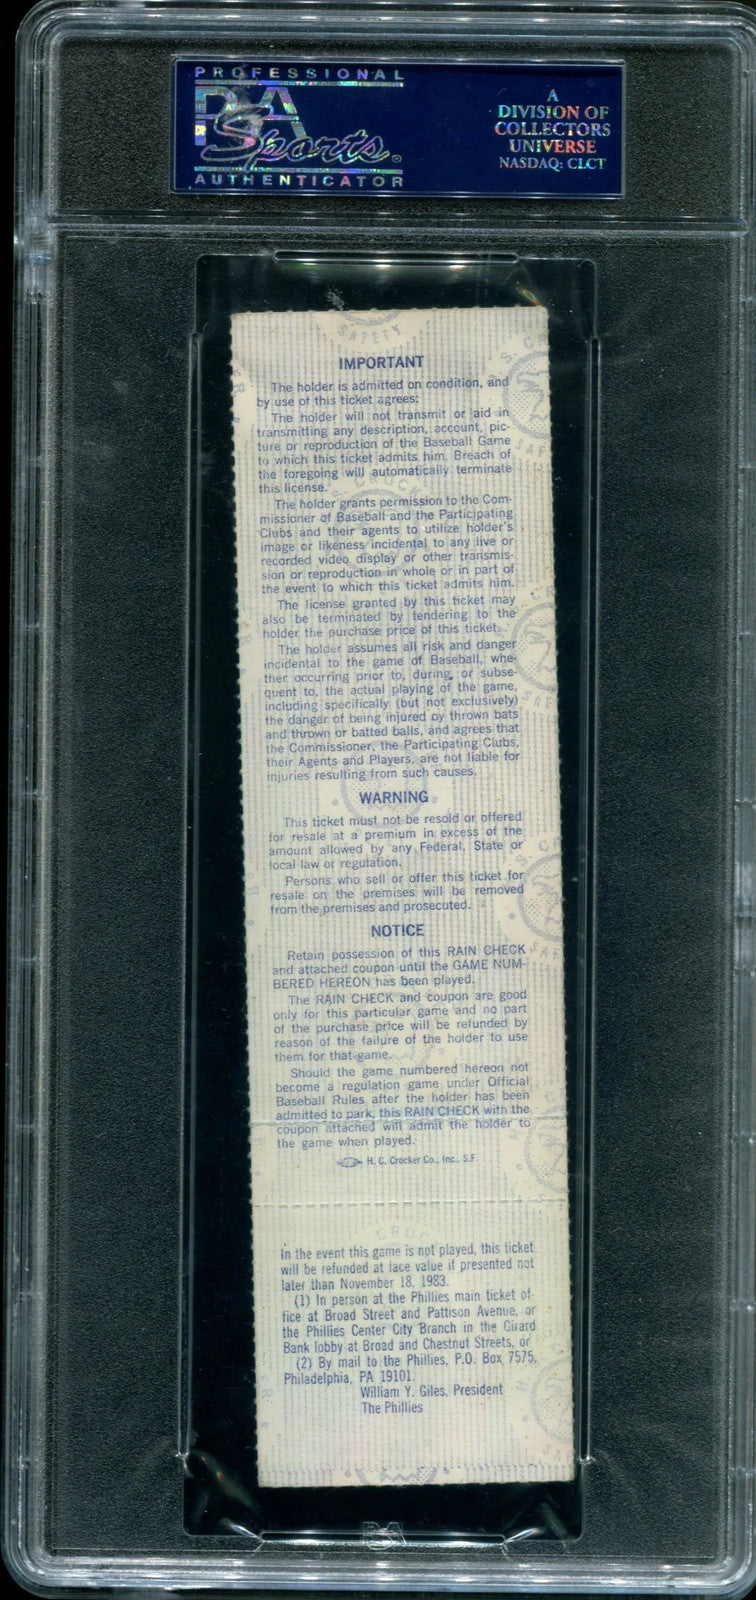 PROFESSIONAL
PSA
Sports
AUTHENTICATOR
A
DIVISION OF
COLLECTORS
UNIVERSE
NASDAQ: CLCT
SAFETY
IMPORTANT
The holder is admitted on condition, and
by use of this ticket agrees:
The holder will not transmit or aid in
transmitting any description, account, pic-
ture or reproduction of the Baseball Game
to which this ticket admits him. Breach of
the foregoing will automatically terminate
this license.
The holder grants permission to the Com-
missioner of Baseball and the Participating
Clubs and their agents to utilize holder's
image or likeness incidental to any live or
recorded video display or other transmis-
sion or reproduction in whole or in part of
the event to which this ticket admits him.
The license granted by this ticket may
also be terminated by tendering to the
holder the purchase price of this ticket.
The holder assumes all risk and danger
incidental to the game of Baseball, whe-
ther occurring prior to, during, or subse-
quent to, the actual playing of the game,
including specifically (but not exclusively)
the danger of being injured by thrown bats
and thrown or batted balls, and agrees that
the Commissioner, the Participating Clubs,
their Agents and Players, are not liable for
injuries resulting from such causes.
WARNING
This ticket must not be resold or offered
for resale at a premium in excess of the
amount allowed by any Federal, State or
local law or regulation.
Persons who sell or offer this ticket for
resale on the premises will be removed
from the premises and prosecuted.
NOTICE
Retain possession of this RAIN CHECK
and attached coupon until the GAME NUM-
BERED HEREON has been played.
The RAIN CHECK and coupon are good
only for this particular game and no part
of the purchase price will be refunded by
reason of the failure of the holder to use
them for that game.
Should the game numbered hereon not
become a regulation game under Official
Baseball Rules after the holder has been
admitted to park, this RAIN CHECK with the
coupon attached will admit the holder to
the game when played.
H. C. Crocker Co., Inc., S.F.
In the event this game is not played, this ticket
will be refunded at face value if presented not
later than November 18, 1983.
(1) In person at the Phillies main ticket of-
fice at Broad Street and Pattison Avenue, or
the Phillies Center City Branch in the Girard
Bank lobby at Broad and Chestnut Streets, or
(2) By mail to the Phillies, P.O. Box 7575,
Philadelphia, PA 19101.
William Y. Giles, President
The Phillies
PSA